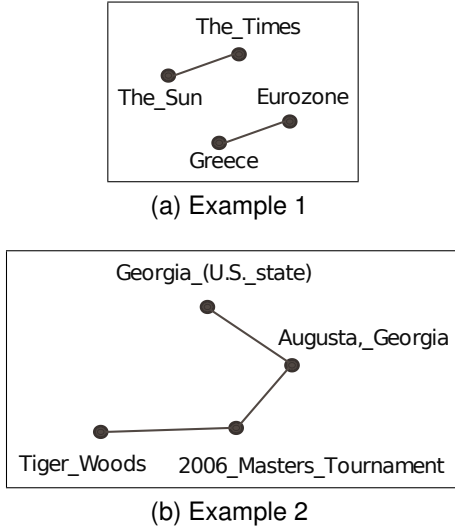 The_Times
The_Sun
Eurozone
Greece
(a) Example 1
Georgia_(U.S._state)
Augusta,_Georgia
Tiger_Woods
2006_Masters_Tournament
(b) Example 2